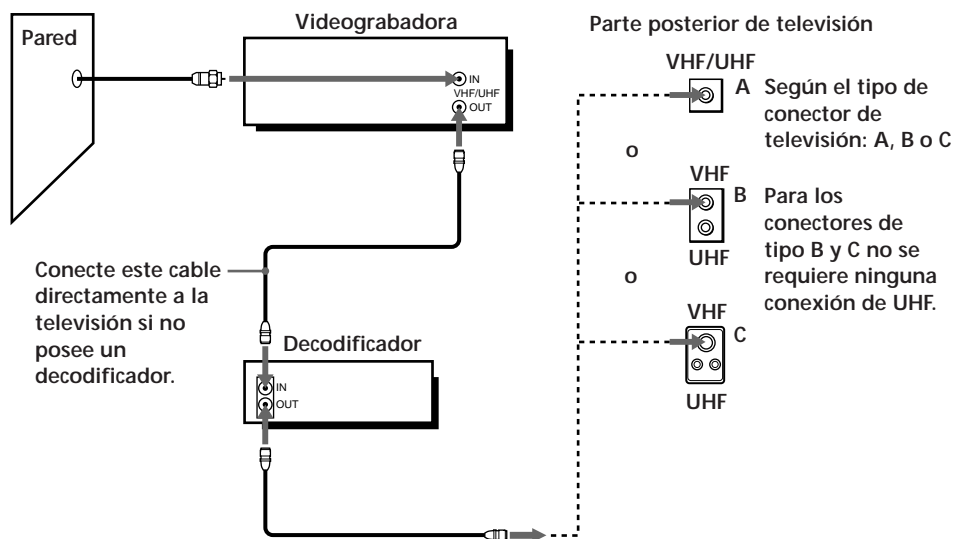 Pared
Videograbadora
IN
VHF/UHF
OUT
Conecte este cable
directamente a la
televisión si no
posee un
decodificador.
Decodificador
IN
OUT
Parte posterior de televisión
VHF/UHF
A
Según el tipo de
conector de
televisión: A, B o C
o
VHF
B
UHF
Para los
conectores de
tipo B y C no se
requiere ninguna
conexión de UHF.
o
VHF
C
UHF